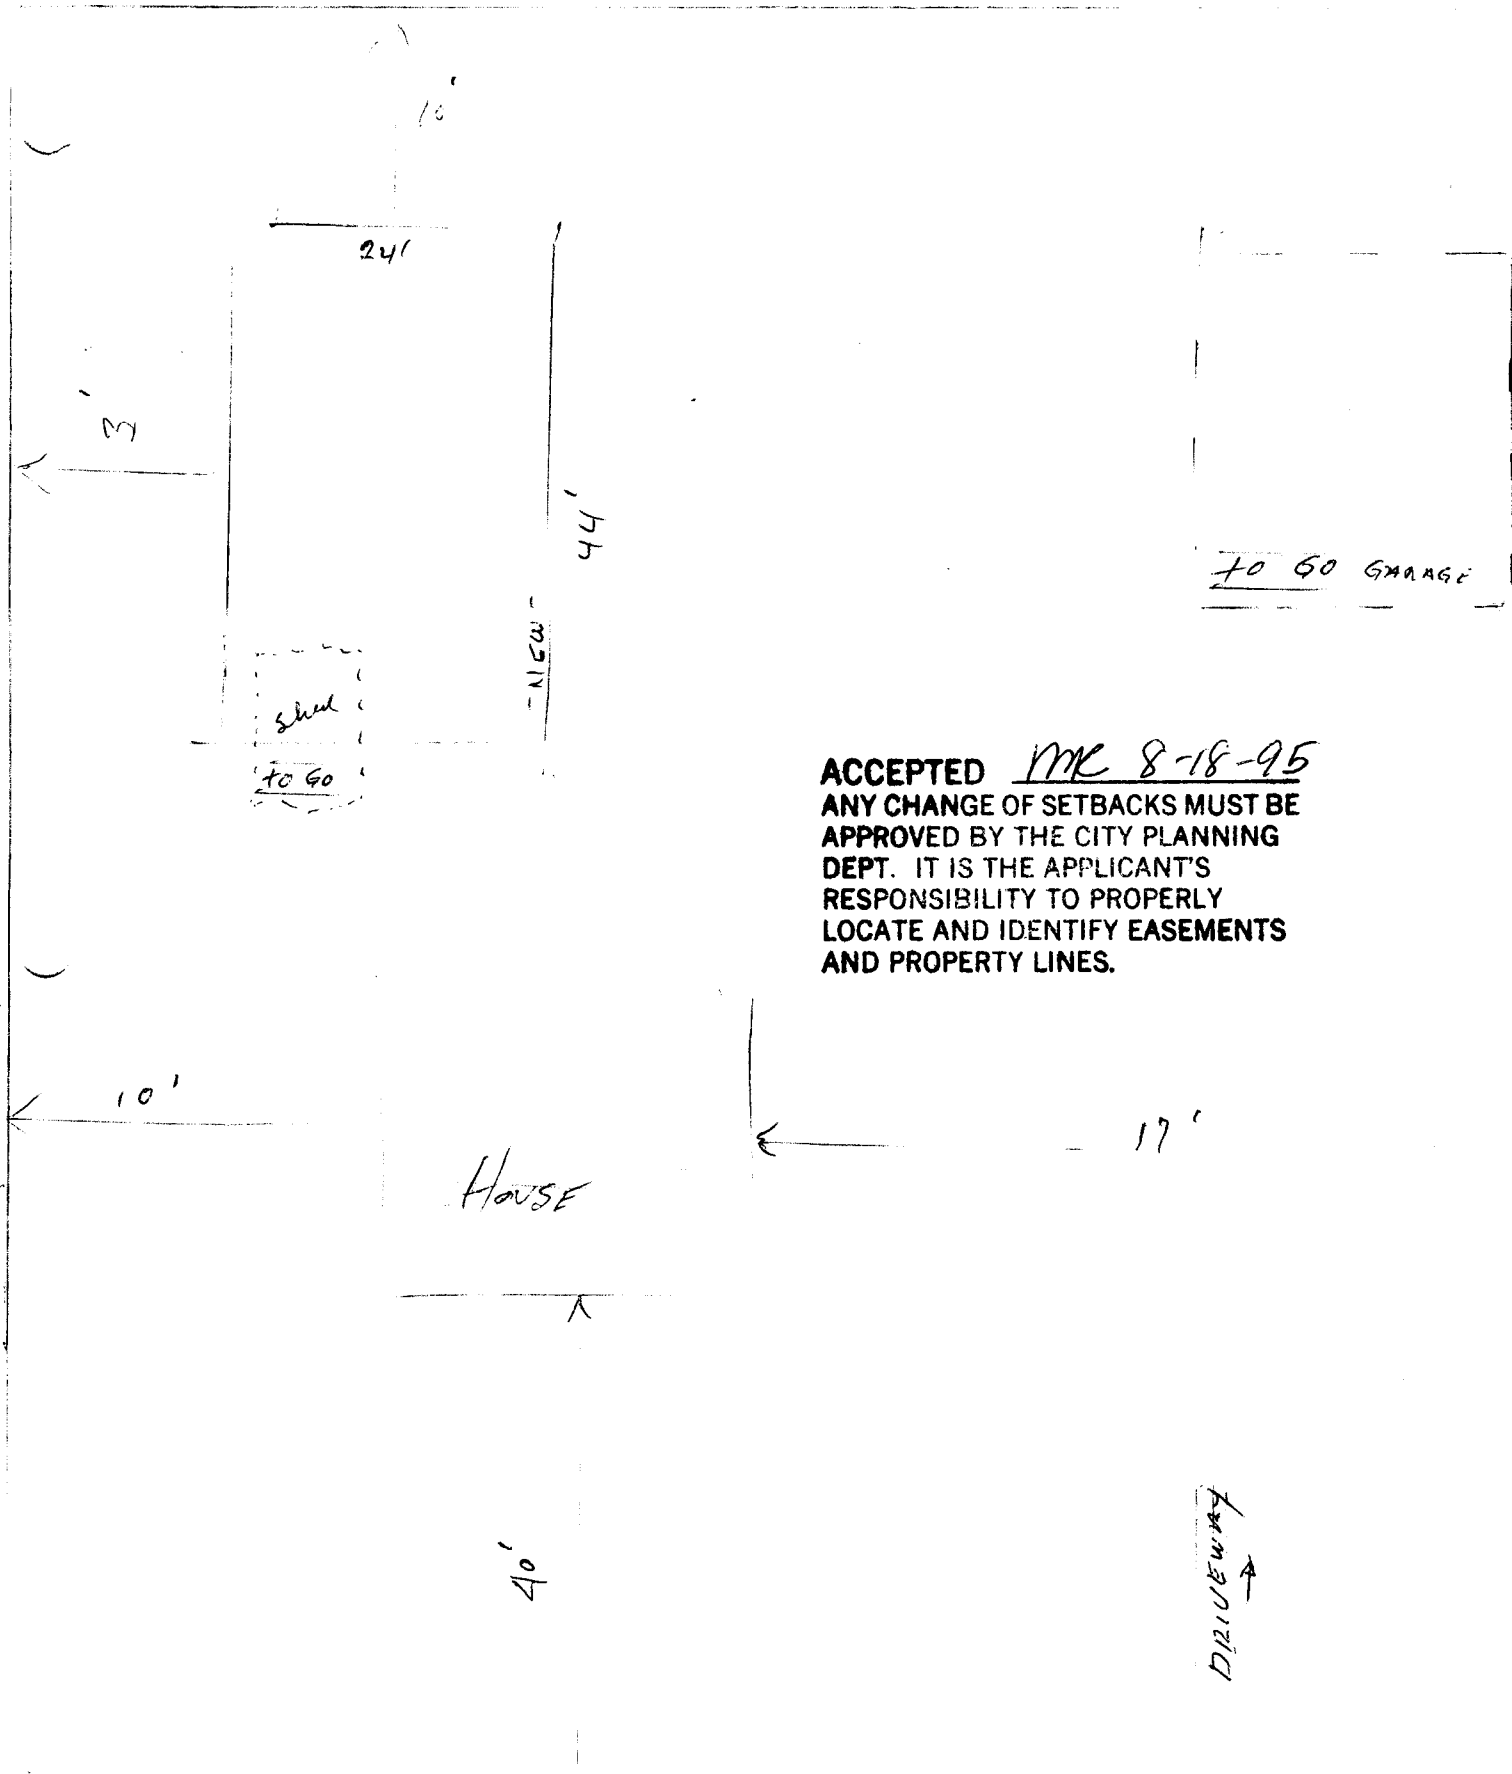 10'
24'
3'
44'
-NEW-
TO GO GARAGE
shed
TO GO
ACCEPTED MR 8-18-95
ANY CHANGE OF SETBACKS MUST BE
APPROVED BY THE CITY PLANNING
DEPT. IT IS THE APPLICANT'S
RESPONSIBILITY TO PROPERLY
LOCATE AND IDENTIFY EASEMENTS
AND PROPERTY LINES.
10'
17'
HOUSE
40'
DRIVEWAY